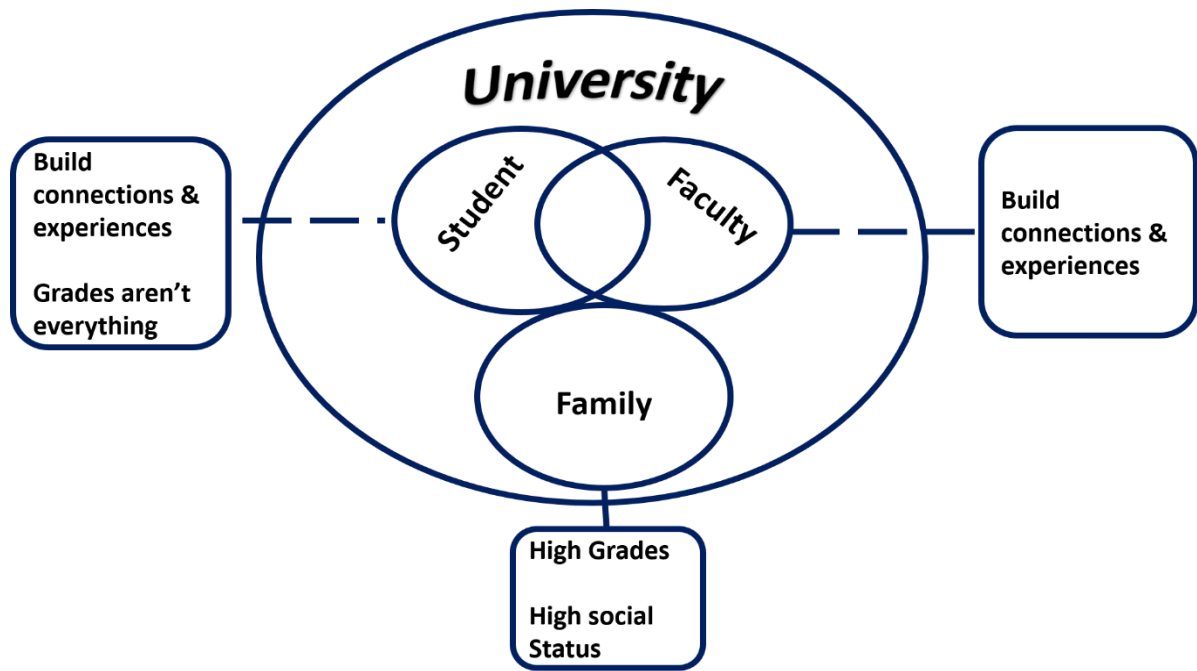 University
Student
Faculty
Family
Build
connections &
experiences
Grades aren’t
everything
Build
connections &
experiences
High Grades
High social
Status